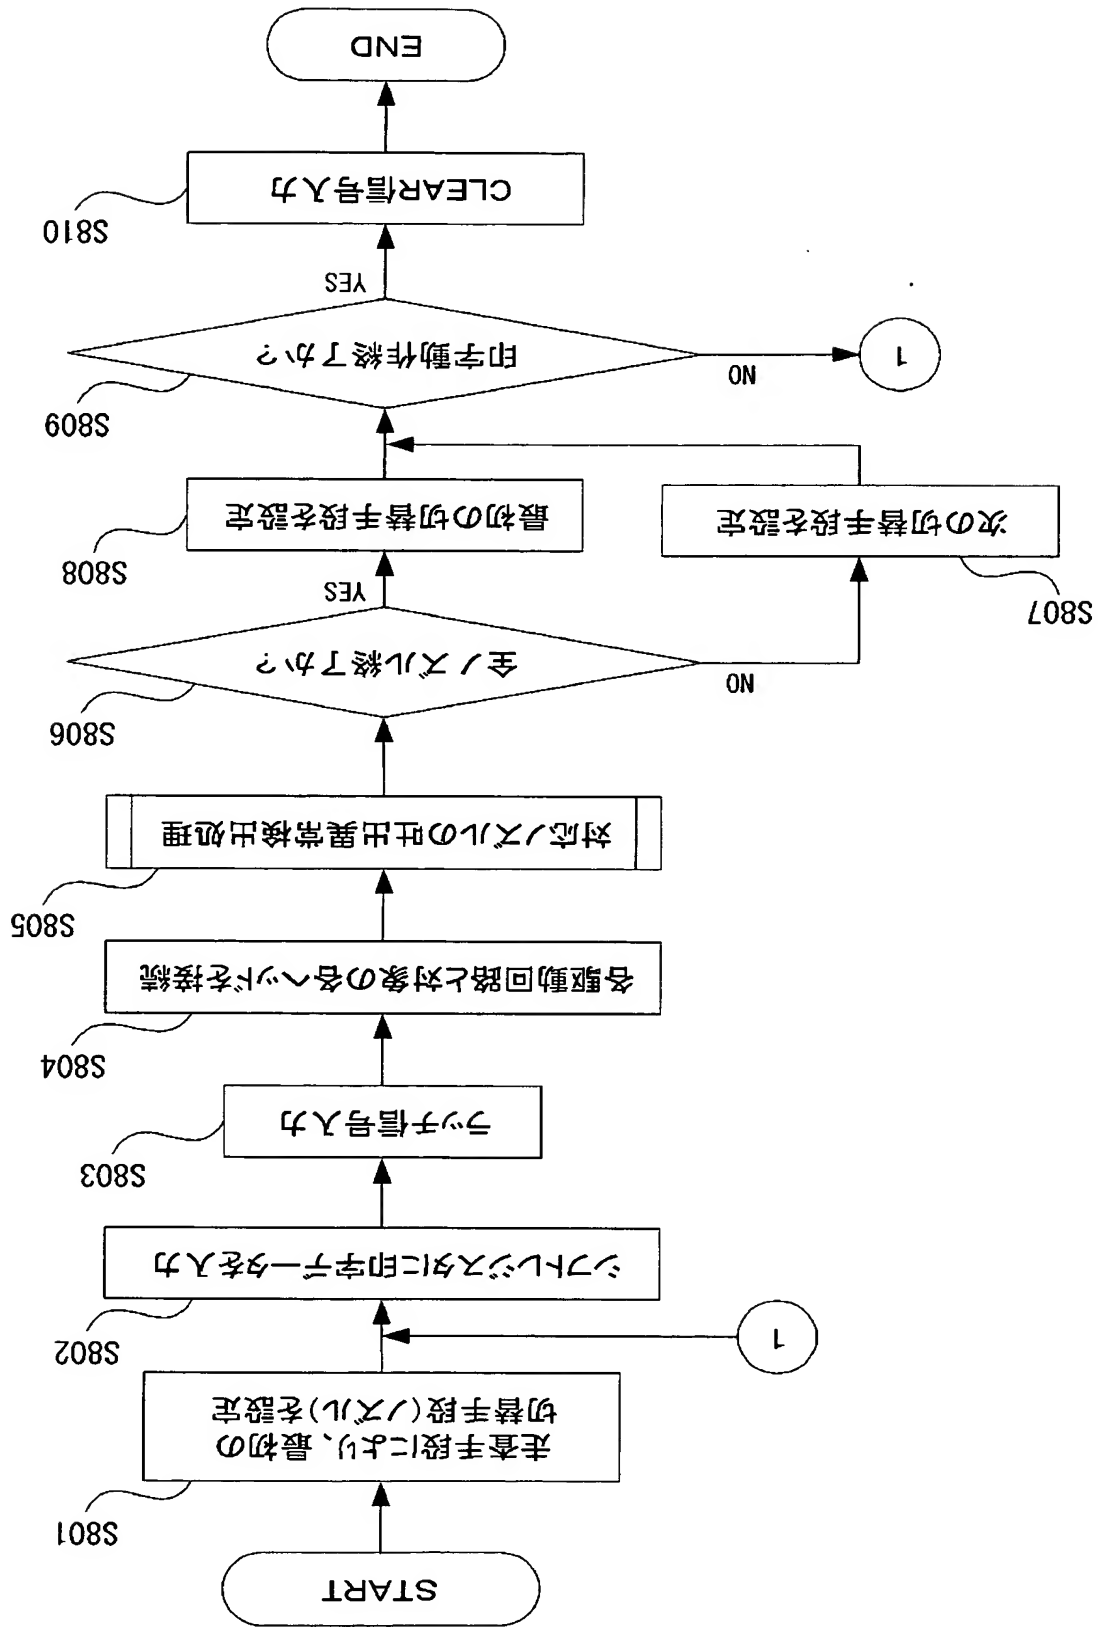 START
S801
走査手段により、最初の
切替手段(ノズル)を設定
1
S802
シフトレジスタに印字データを入力
S803
ラッチ信号入力
S804
各駆動回路と対象の各ヘッドを接続
S805
対応ノズルの吐出異常検出処理
S806
全ノズル終了か?
NO
YES
S807
次の切替手段を設定
S808
最初の切替手段を設定
S809
印字動作終了か?
NO
1
YES
S810
CLEAR信号入力
END